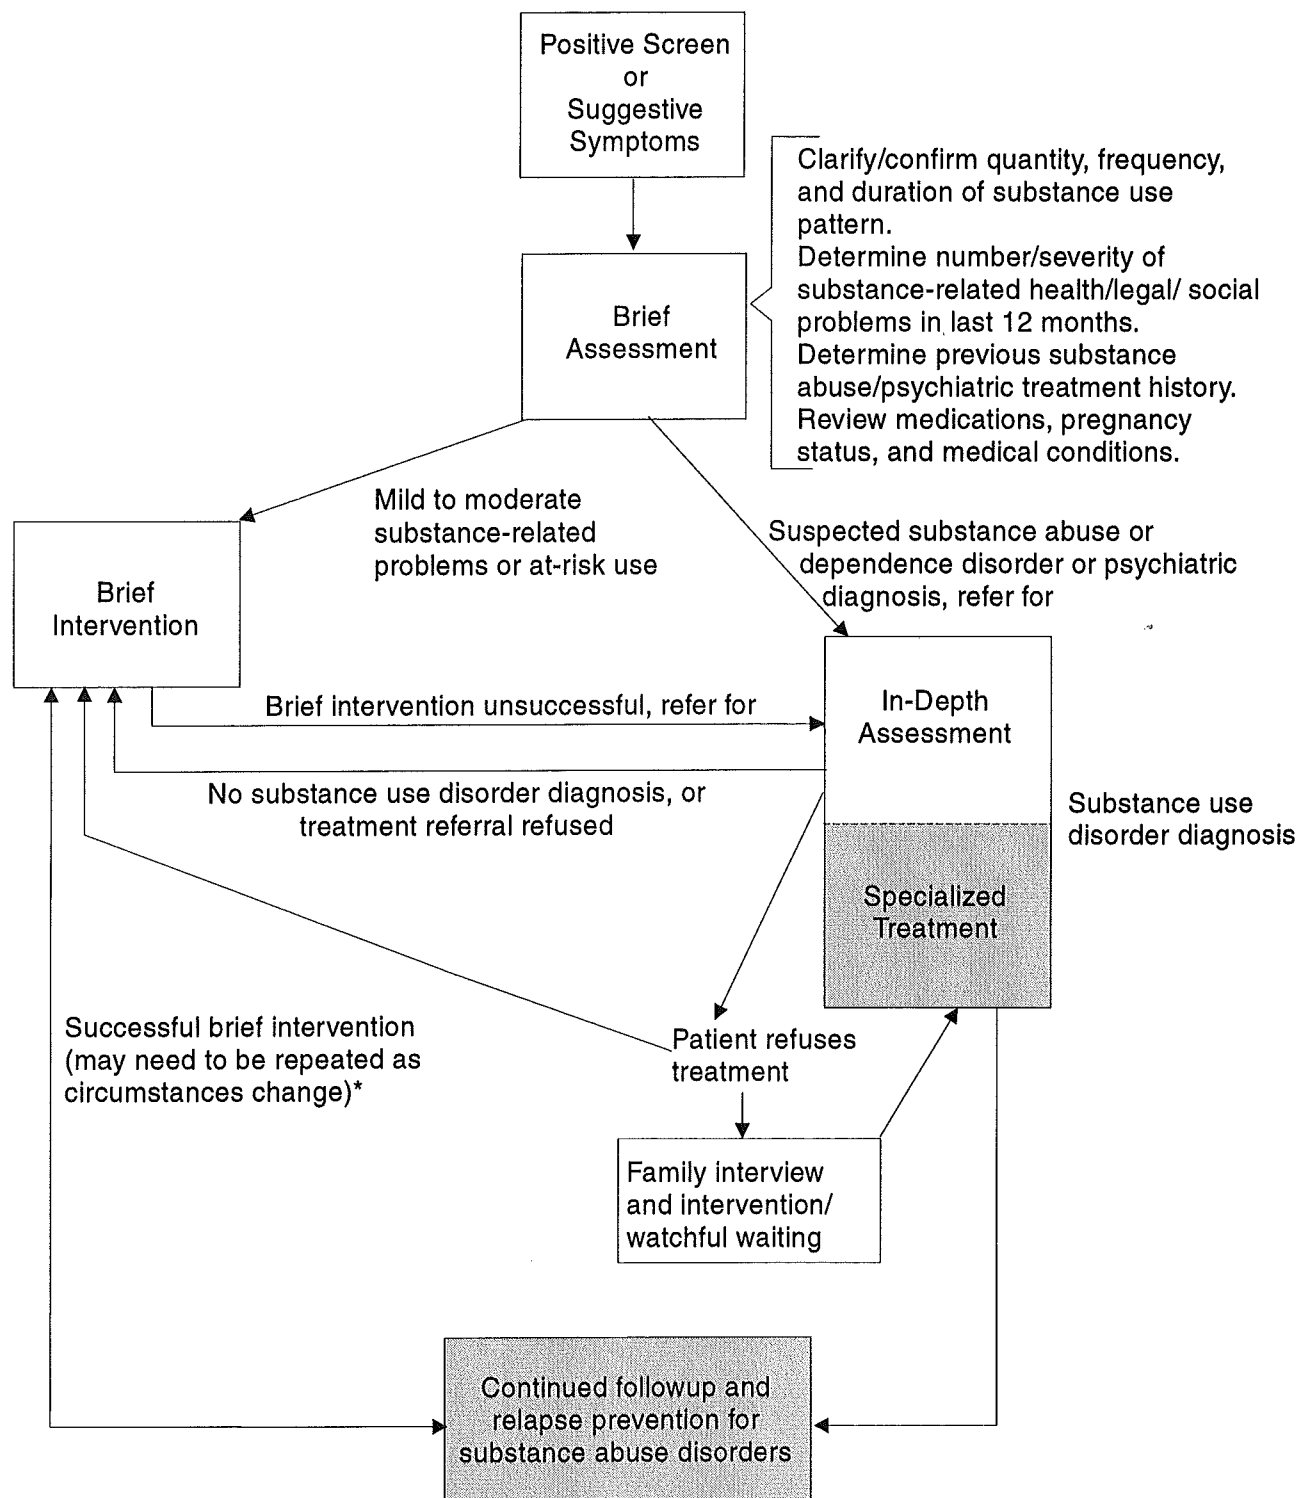 Positive Screen
or
Suggestive
Symptoms
Clarify/confirm quantity, frequency,
and duration of substance use
pattern.
Determine number/severity of
substance-related health/legal/ social
problems in last 12 months.
Determine previous substance
abuse/psychiatric treatment history.
Review medications, pregnancy
status, and medical conditions.
Brief
Assessment
Mild to moderate
substance-related
problems or at-risk use
Suspected substance abuse or
dependence disorder or psychiatric
diagnosis, refer for
Brief
Intervention
Brief intervention unsuccessful, refer for
In-Depth
Assessment
No substance use disorder diagnosis, or
treatment referral refused
Substance use
disorder diagnosis
Specialized
Treatment
Successful brief intervention
(may need to be repeated as
circumstances change)*
Patient refuses
treatment
Family interview
and intervention/
watchful waiting
Continued followup and
relapse prevention for
substance abuse disorders